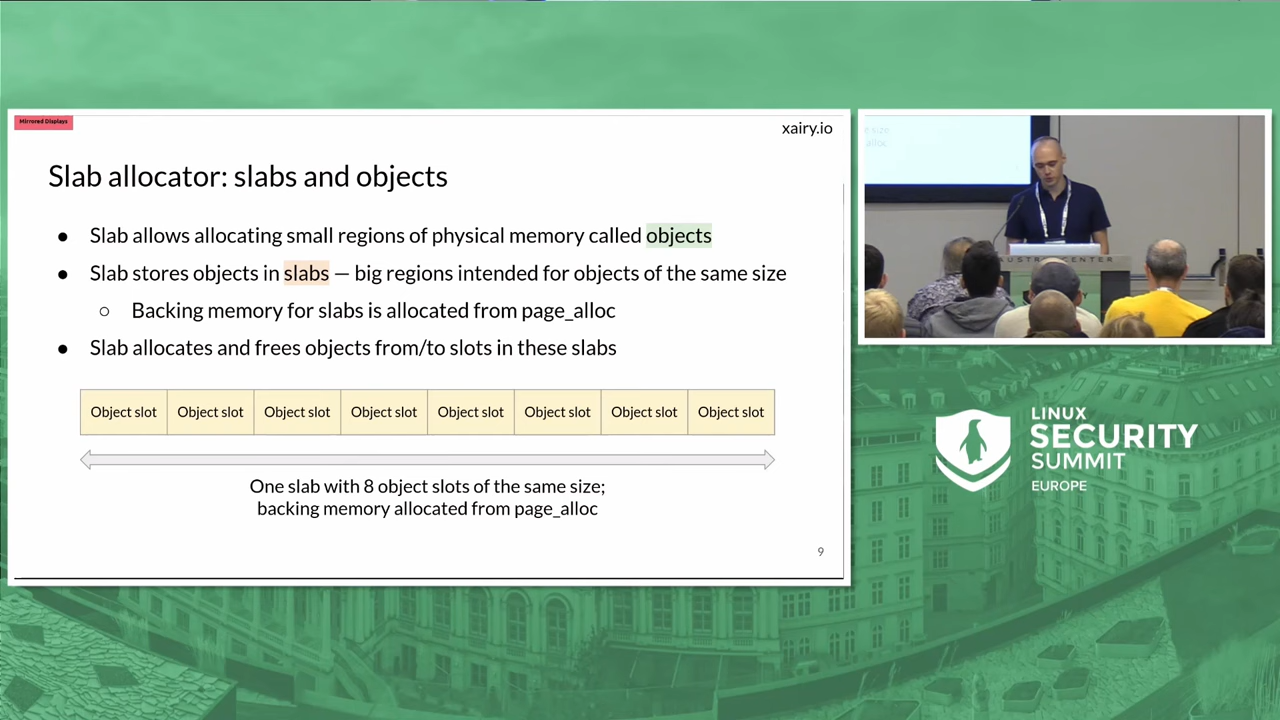 Mirrored Displays
xairy.io
Slab allocator: slabs and objects
● Slab allows allocating small regions of physical memory called objects
● Slab stores objects in slabs — big regions intended for objects of the same size
○ Backing memory for slabs is allocated from page_alloc
● Slab allocates and frees objects from/to slots in these slabs
Object slot Object slot Object slot Object slot Object slot Object slot Object slot Object slot
One slab with 8 object slots of the same size;
backing memory allocated from page_alloc
9
size
alloc
AUSTR CENTER
LINUX
SECURITY
SUMMIT
EUROPE